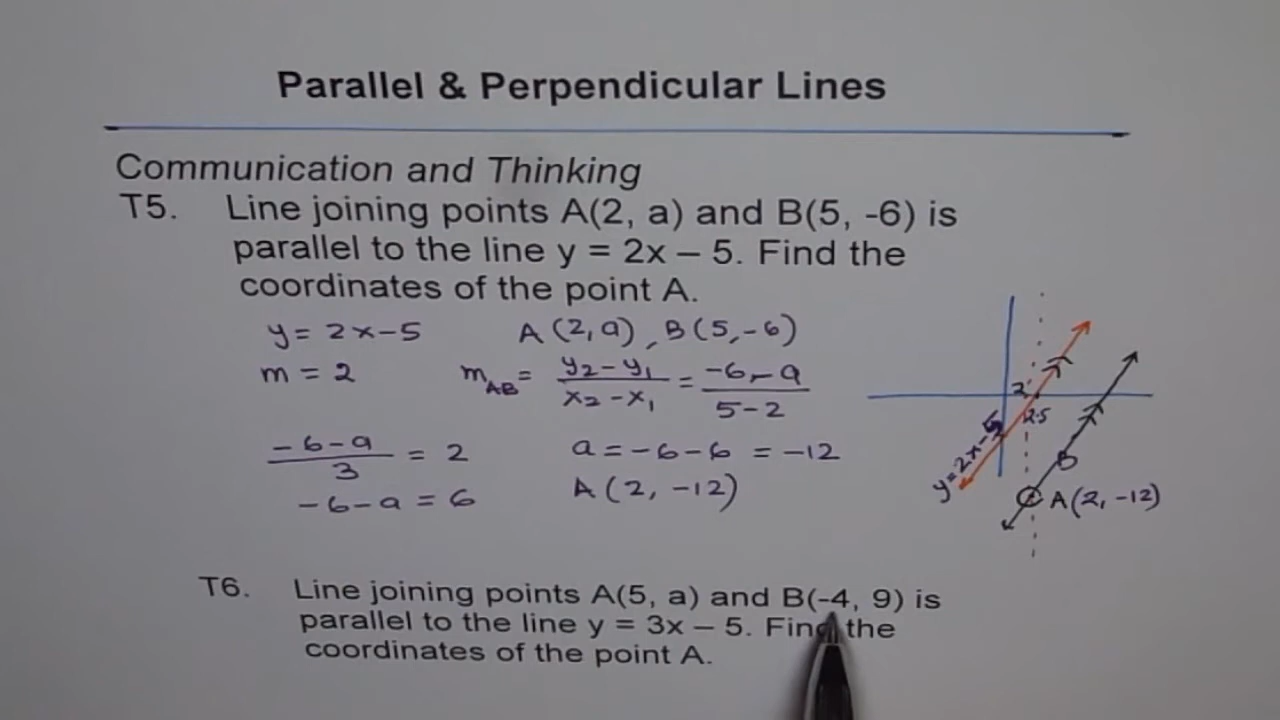 Parallel & Perpendicular Lines
Communication and Thinking
T5. Line joining points A(2, a) and B(5, -6) is
parallel to the line y = 2x – 5. Find the
coordinates of the point A.
y = 2x-5 A (2, a), B (5, -6)
m = 2 m_AB = (y₂ - y₁)/(x₂ - x₁) = (-6-a)/(5-2)
(-6-a)/3 = 2 a = -6-6 = -12
-6-a = 6 A (2, -12)
2
2.5
y=2x-5
B
A(2, -12)
T6. Line joining points A(5, a) and B(-4, 9) is
parallel to the line y = 3x – 5. Find the
coordinates of the point A.